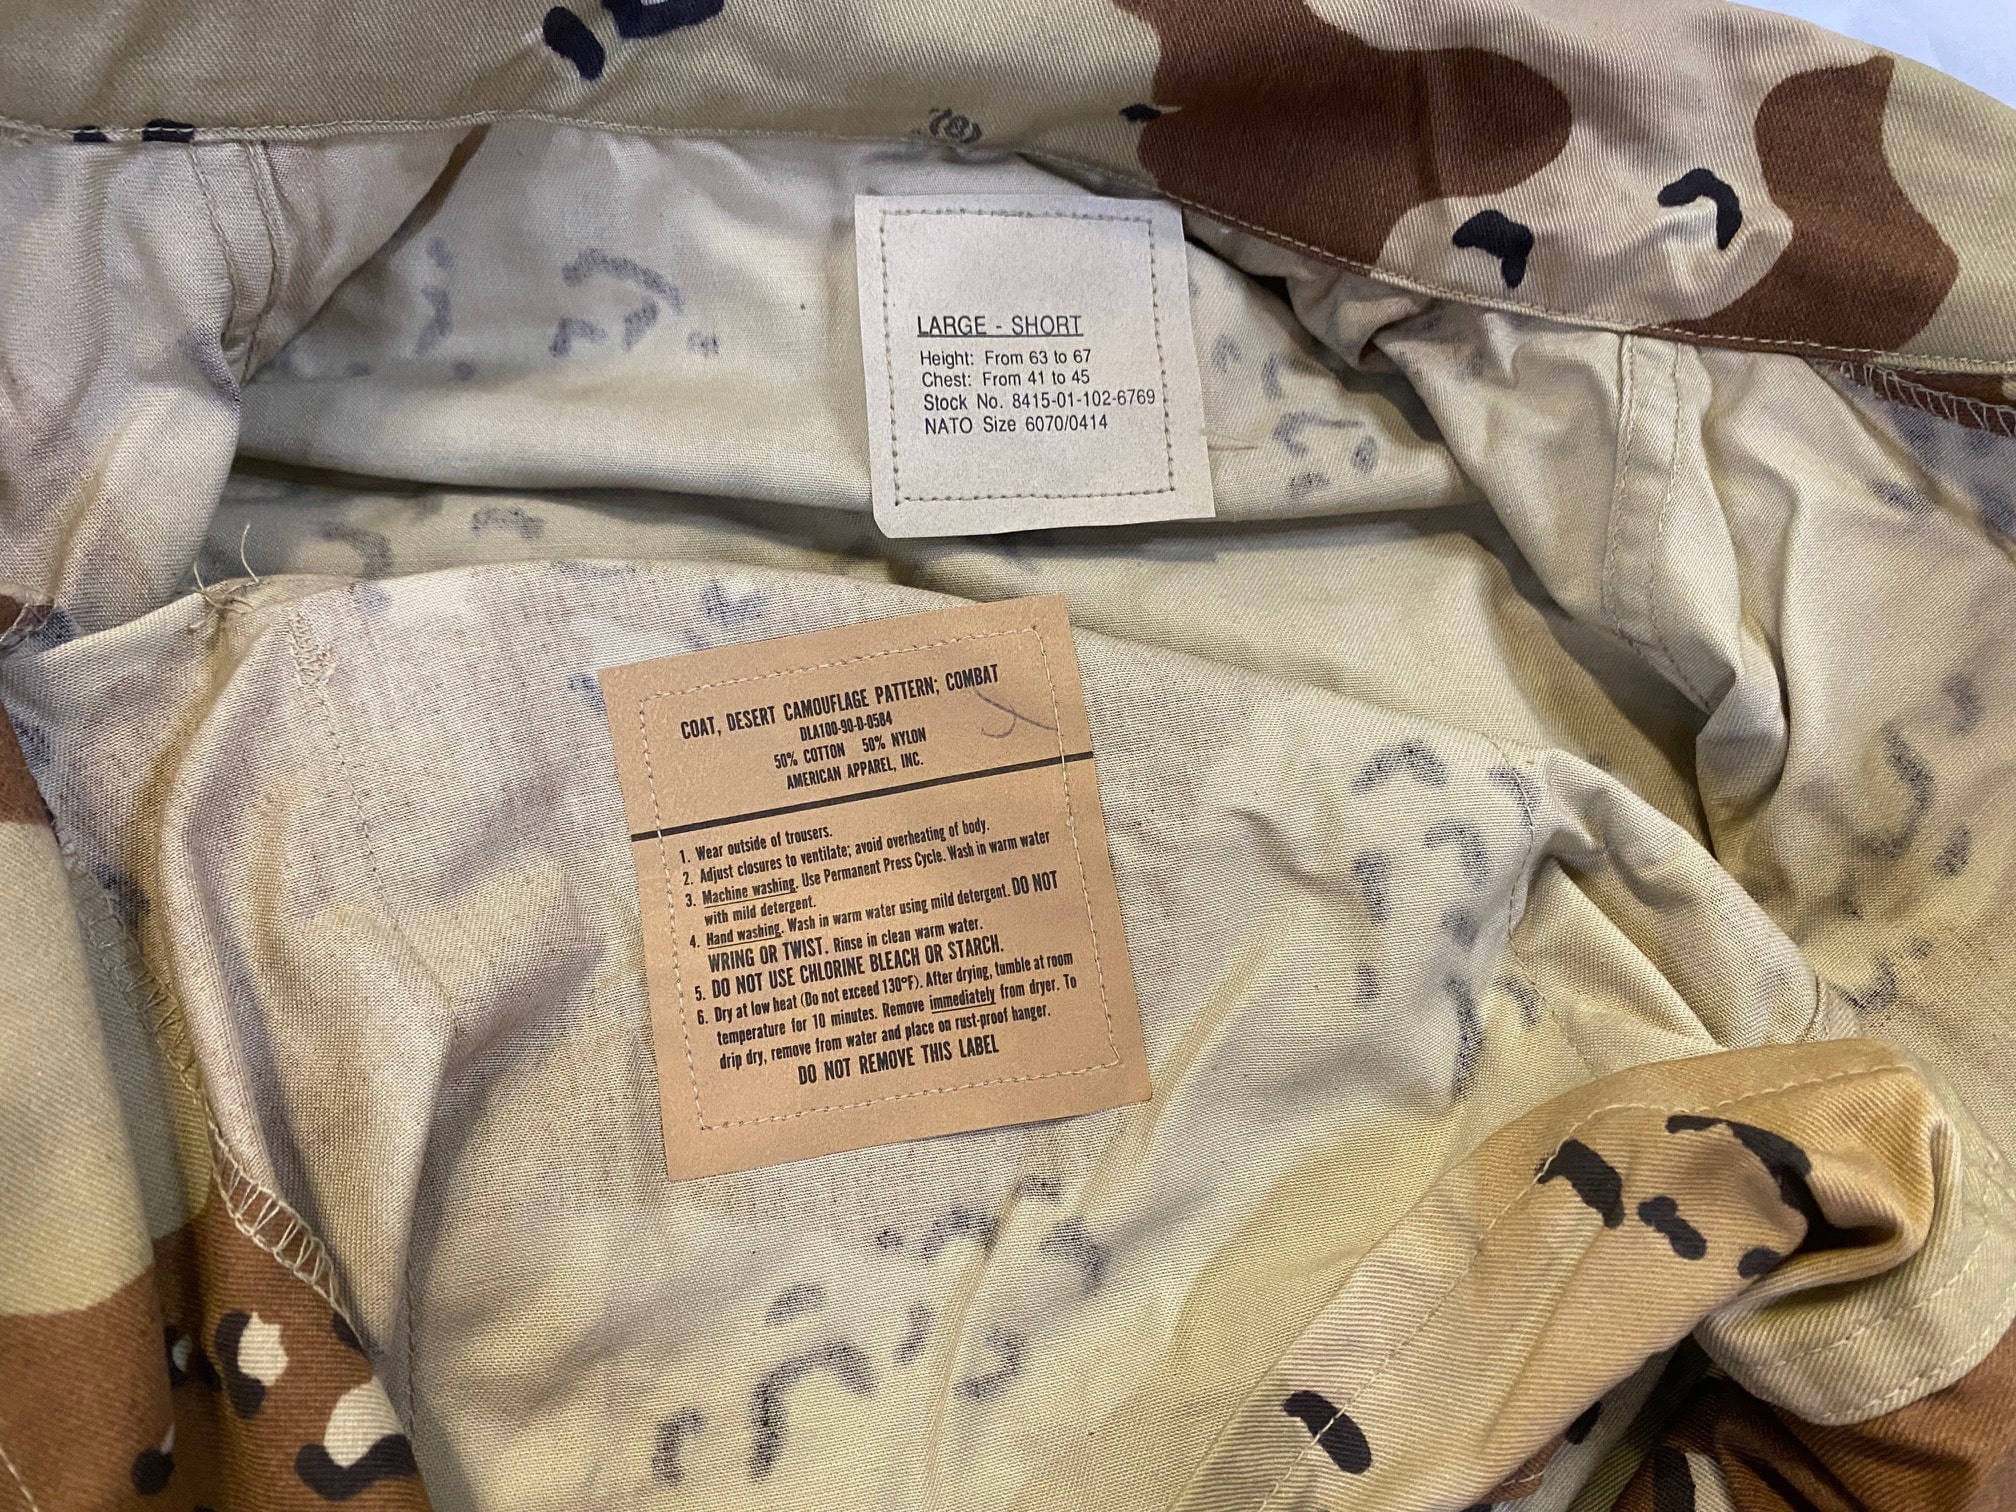 (8)
LARGE - SHORT
Height: From 63 to 67
Chest: From 41 to 45
Stock No. 8415-01-102-6769
NATO Size 6070/0414
COAT, DESERT CAMOUFLAGE PATTERN; COMBAT
DLA100-90-D-0584
50% COTTON 50% NYLON
AMERICAN APPAREL, INC.
1. Wear outside of trousers.
2. Adjust closures to ventilate; avoid overheating of body.
3. Machine washing. Use Permanent Press Cycle. Wash in warm water
with mild detergent.
4. Hand washing. Wash in warm water using mild detergent. DO NOT
WRING OR TWIST. Rinse in clean warm water.
5. DO NOT USE CHLORINE BLEACH OR STARCH.
6. Dry at low heat (Do not exceed 130°F). After drying, tumble at room
temperature for 10 minutes. Remove immediately from dryer. To
drip dry, remove from water and place on rust-proof hanger.
DO NOT REMOVE THIS LABEL